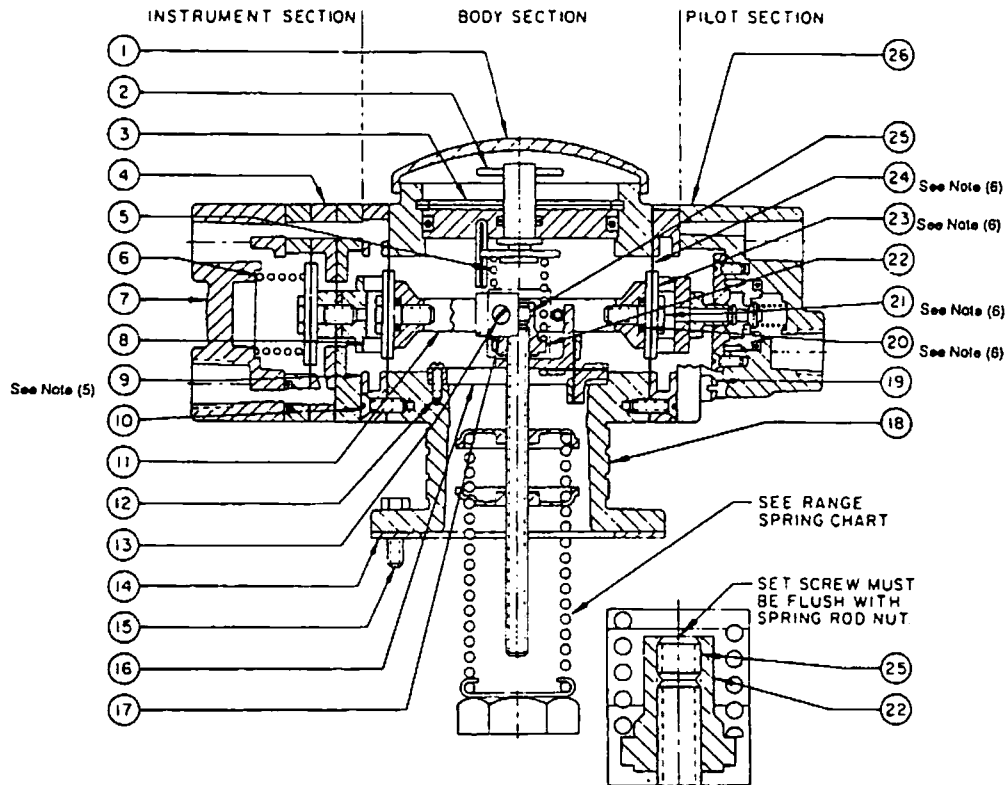 INSTRUMENT SECTION
BODY SECTION
PILOT SECTION
1
2
3
4
5
6
7
8
9
See Note (5)
10
11
12
13
14
15
16
17
26
25
24
See Note (6)
23
See Note (6)
22
21
See Note (6)
20
See Note (6)
19
18
SEE RANGE
SPRING CHART
SET SCREW MUST
BE FLUSH WITH
SPRING ROD NUT
25
22